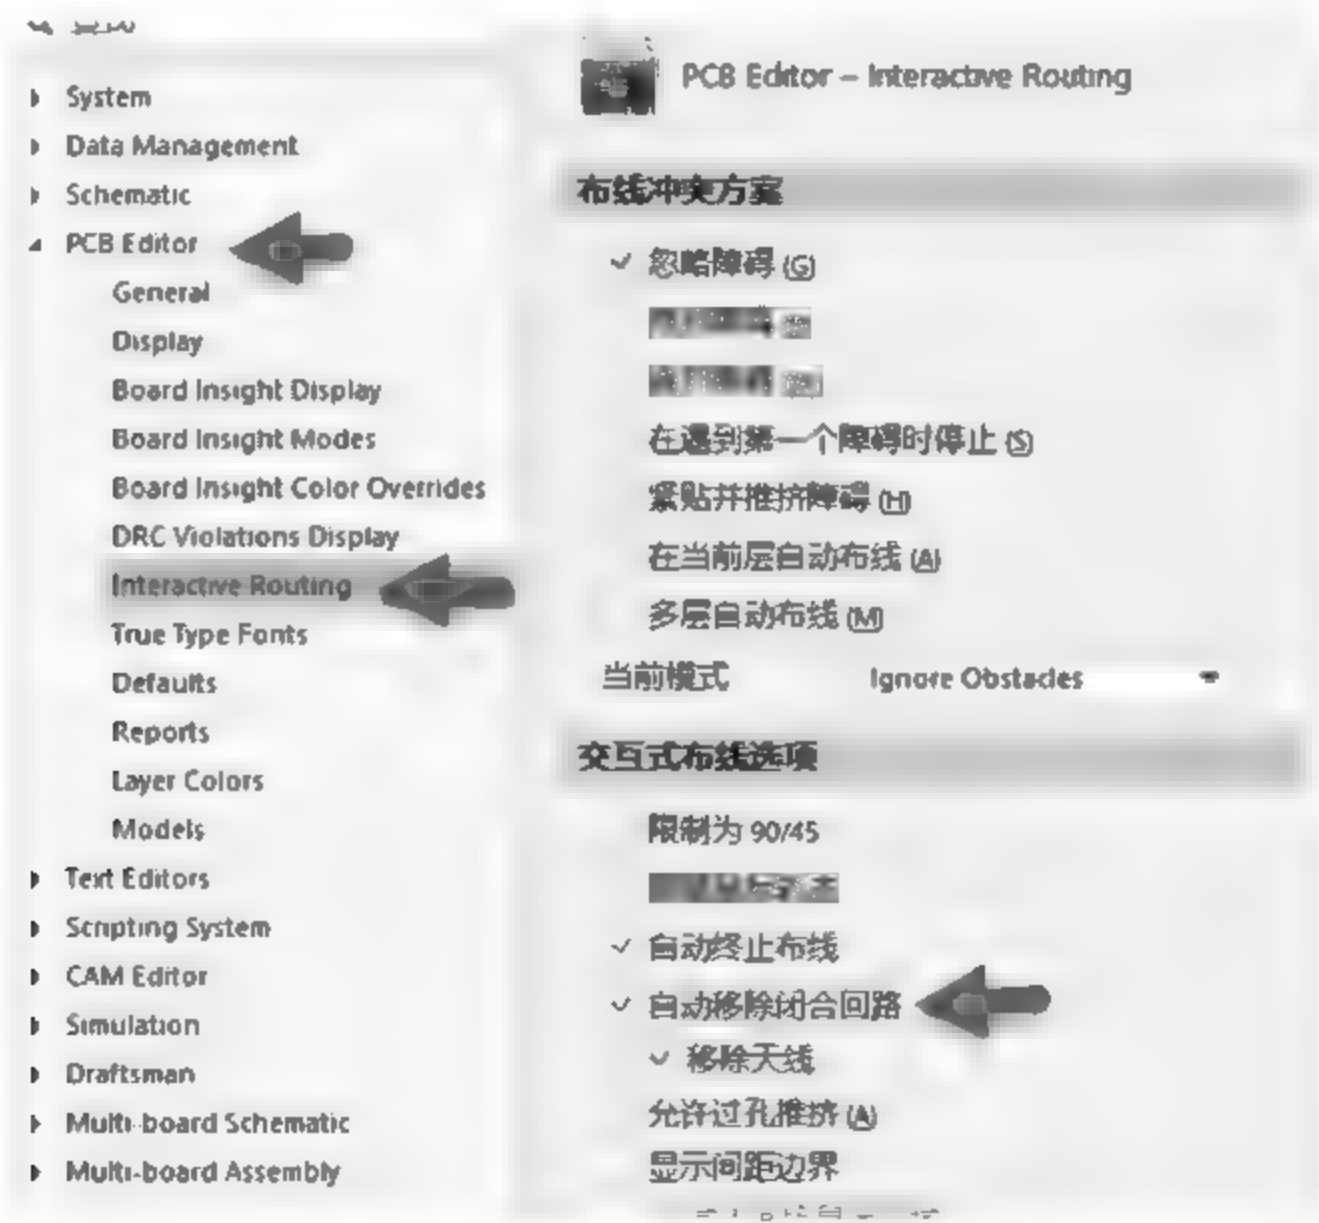 System
Data Management
Schematic
PCB Editor
General
Display
Board Insight Display
Board Insight Modes
Board Insight Color Overrides
DRC Violations Display
Interactive Routing
True Type Fonts
Defaults
Reports
Layer Colors
Models
Text Editors
Scripting System
CAM Editor
Simulation
Draftsman
Multi-board Schematic
Multi-board Assembly
PCB Editor – Interactive Routing
布线冲突方案
忽略障碍 (G)
在遇到第一个障碍时停止 (S)
紧贴并推挤障碍 (H)
在当前层自动布线 (A)
多层自动布线 (M)
当前模式 Ignore Obstacles
交互式布线选项
限制为 90/45
自动终止布线
自动移除闭合回路
移除天线
允许过孔推挤 (A)
显示间距边界